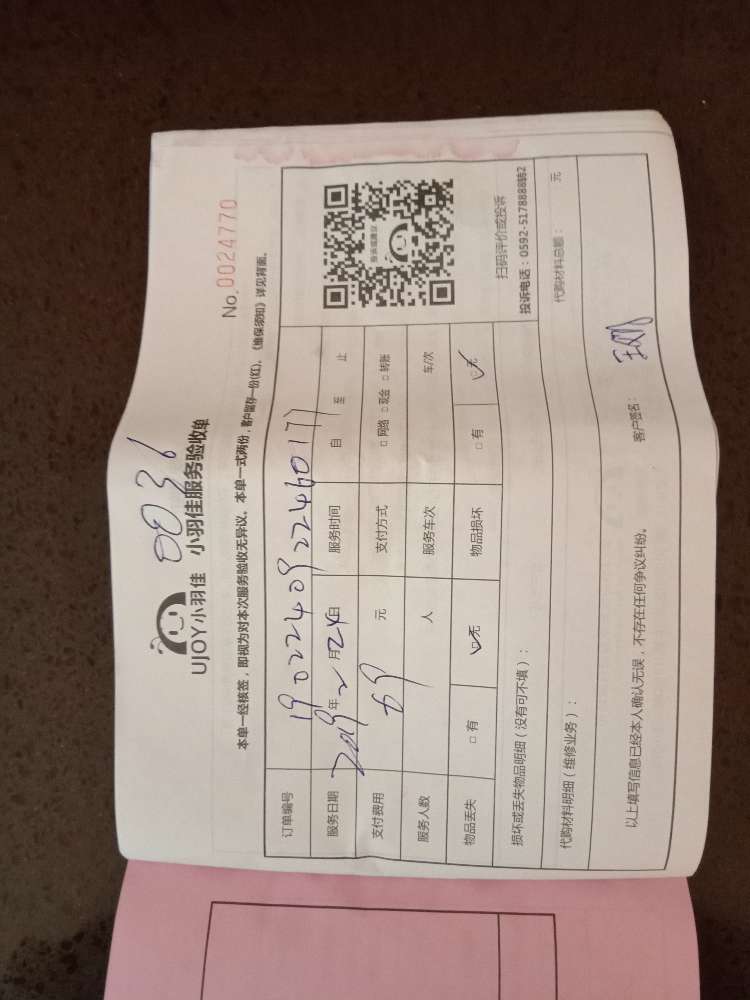 0036
UJOY小羽佳 小羽佳服务验收单
No.0024770
本单一经核签，即视为对本次服务验收无异议。本单一式两份，客户留存一份(红)，《维保须知》详见背面。
订单编号 190224092246017
服务日期 2019年2月24日 服务时间 自 至 止
支付费用 69 元 支付方式 □ 网络 □ 现金 □ 转账
服务人数 1 人 服务车次 车/次
物品丢失 □ 有 ☑无 物品损坏 □ 有 ☑无
扫码评价或投诉
投诉电话：0592-5178888转2
损坏或丢失物品明细（没有可不填）：
代购材料明细（维修业务）： 代购材料总额： 元
以上填写信息已经本人确认无误，不存在任何争议纠纷。 客户签名：